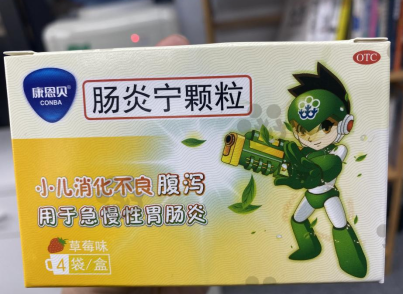 康恩贝
CONBA
肠炎宁颗粒
OTC
小儿消化不良 腹泻
用于急慢性胃肠炎
草莓味
4袋/盒